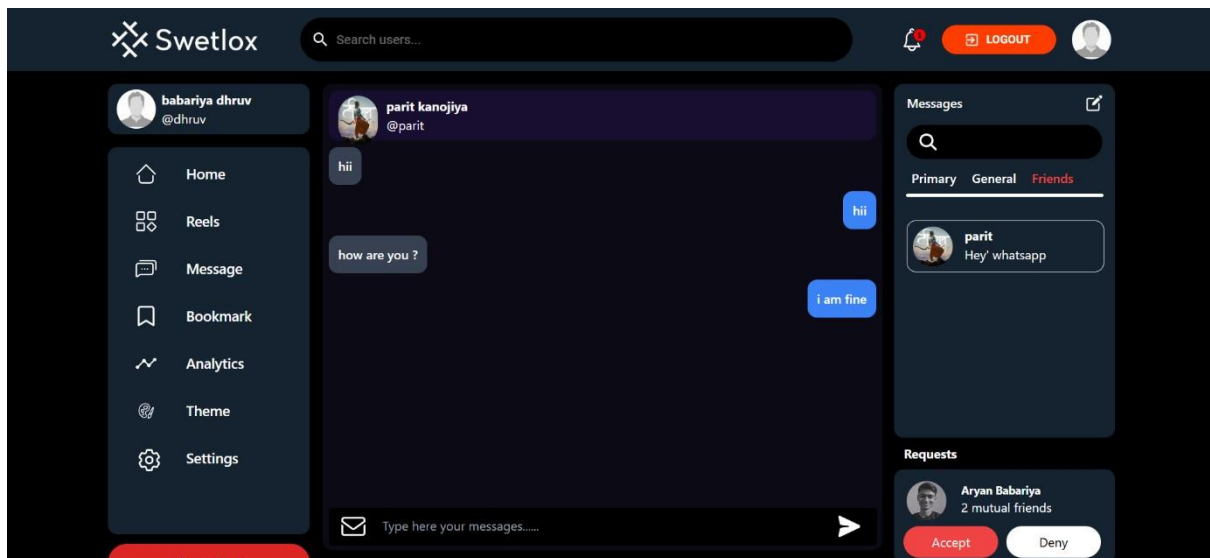 Swetlox
Search users...
1
LOGOUT
babariya dhruv
@dhruv
Home
Reels
Message
Bookmark
Analytics
Theme
Settings
parit kanojiya
@parit
hii
hii
how are you ?
i am fine
Type here your messages......
Messages
Primary General Friends
parit
Hey' whatsapp
Requests
Aryan Babariya
2 mutual friends
Accept Deny